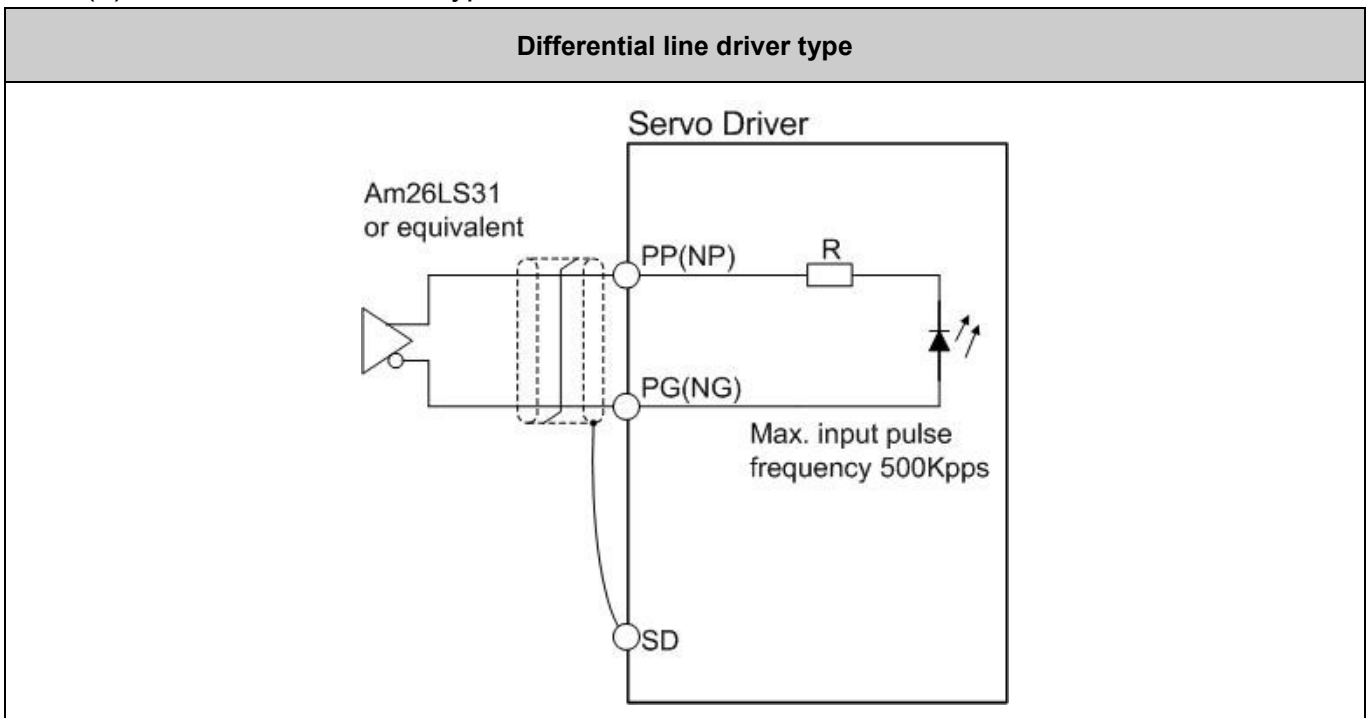 Differential line driver type
Servo Driver
Am26LS31
or equivalent
PP(NP)
R
PG(NG)
Max. input pulse
frequency 500Kpps
SD